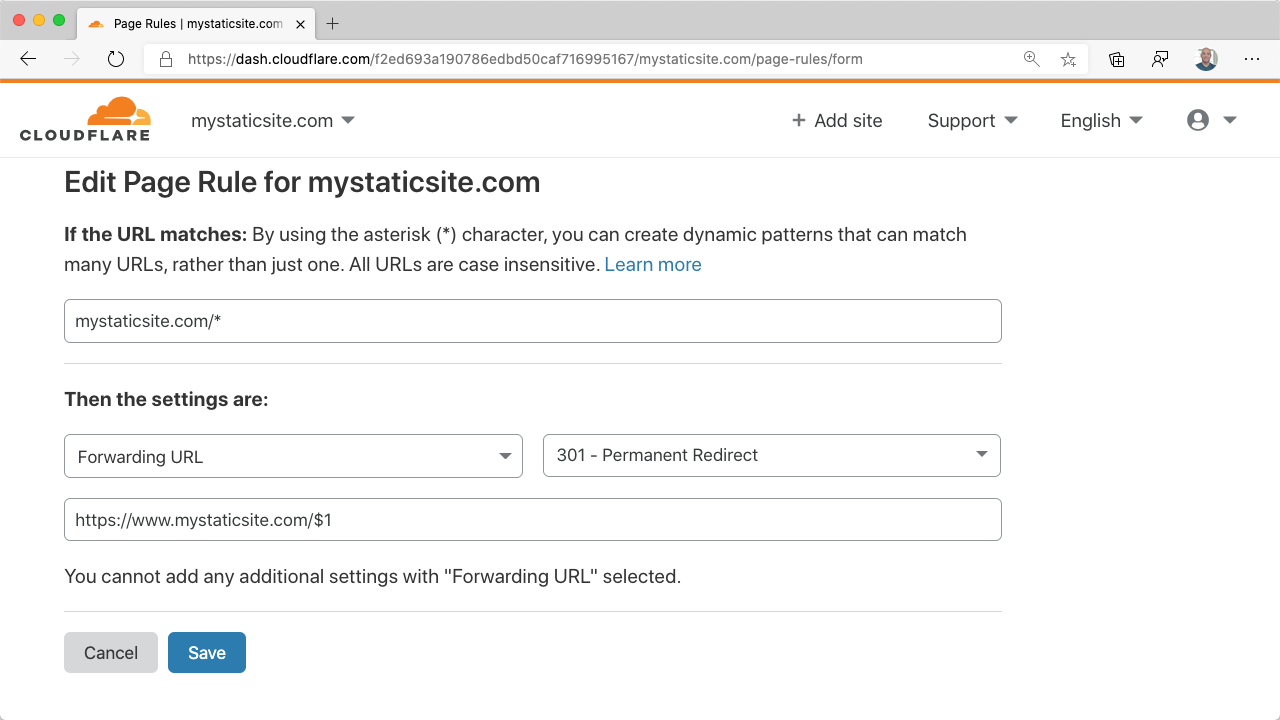 Page Rules | mystaticsite.com
https://dash.cloudflare.com/f2ed693a190786edbd50caf716995167/mystaticsite.com/page-rules/form
CLOUDFLARE
mystaticsite.com
+ Add site
Support
English
Edit Page Rule for mystaticsite.com
If the URL matches: By using the asterisk (*) character, you can create dynamic patterns that can match
many URLs, rather than just one. All URLs are case insensitive. Learn more
mystaticsite.com/*
Then the settings are:
Forwarding URL
301 - Permanent Redirect
https://www.mystaticsite.com/$1
You cannot add any additional settings with "Forwarding URL" selected.
Cancel
Save